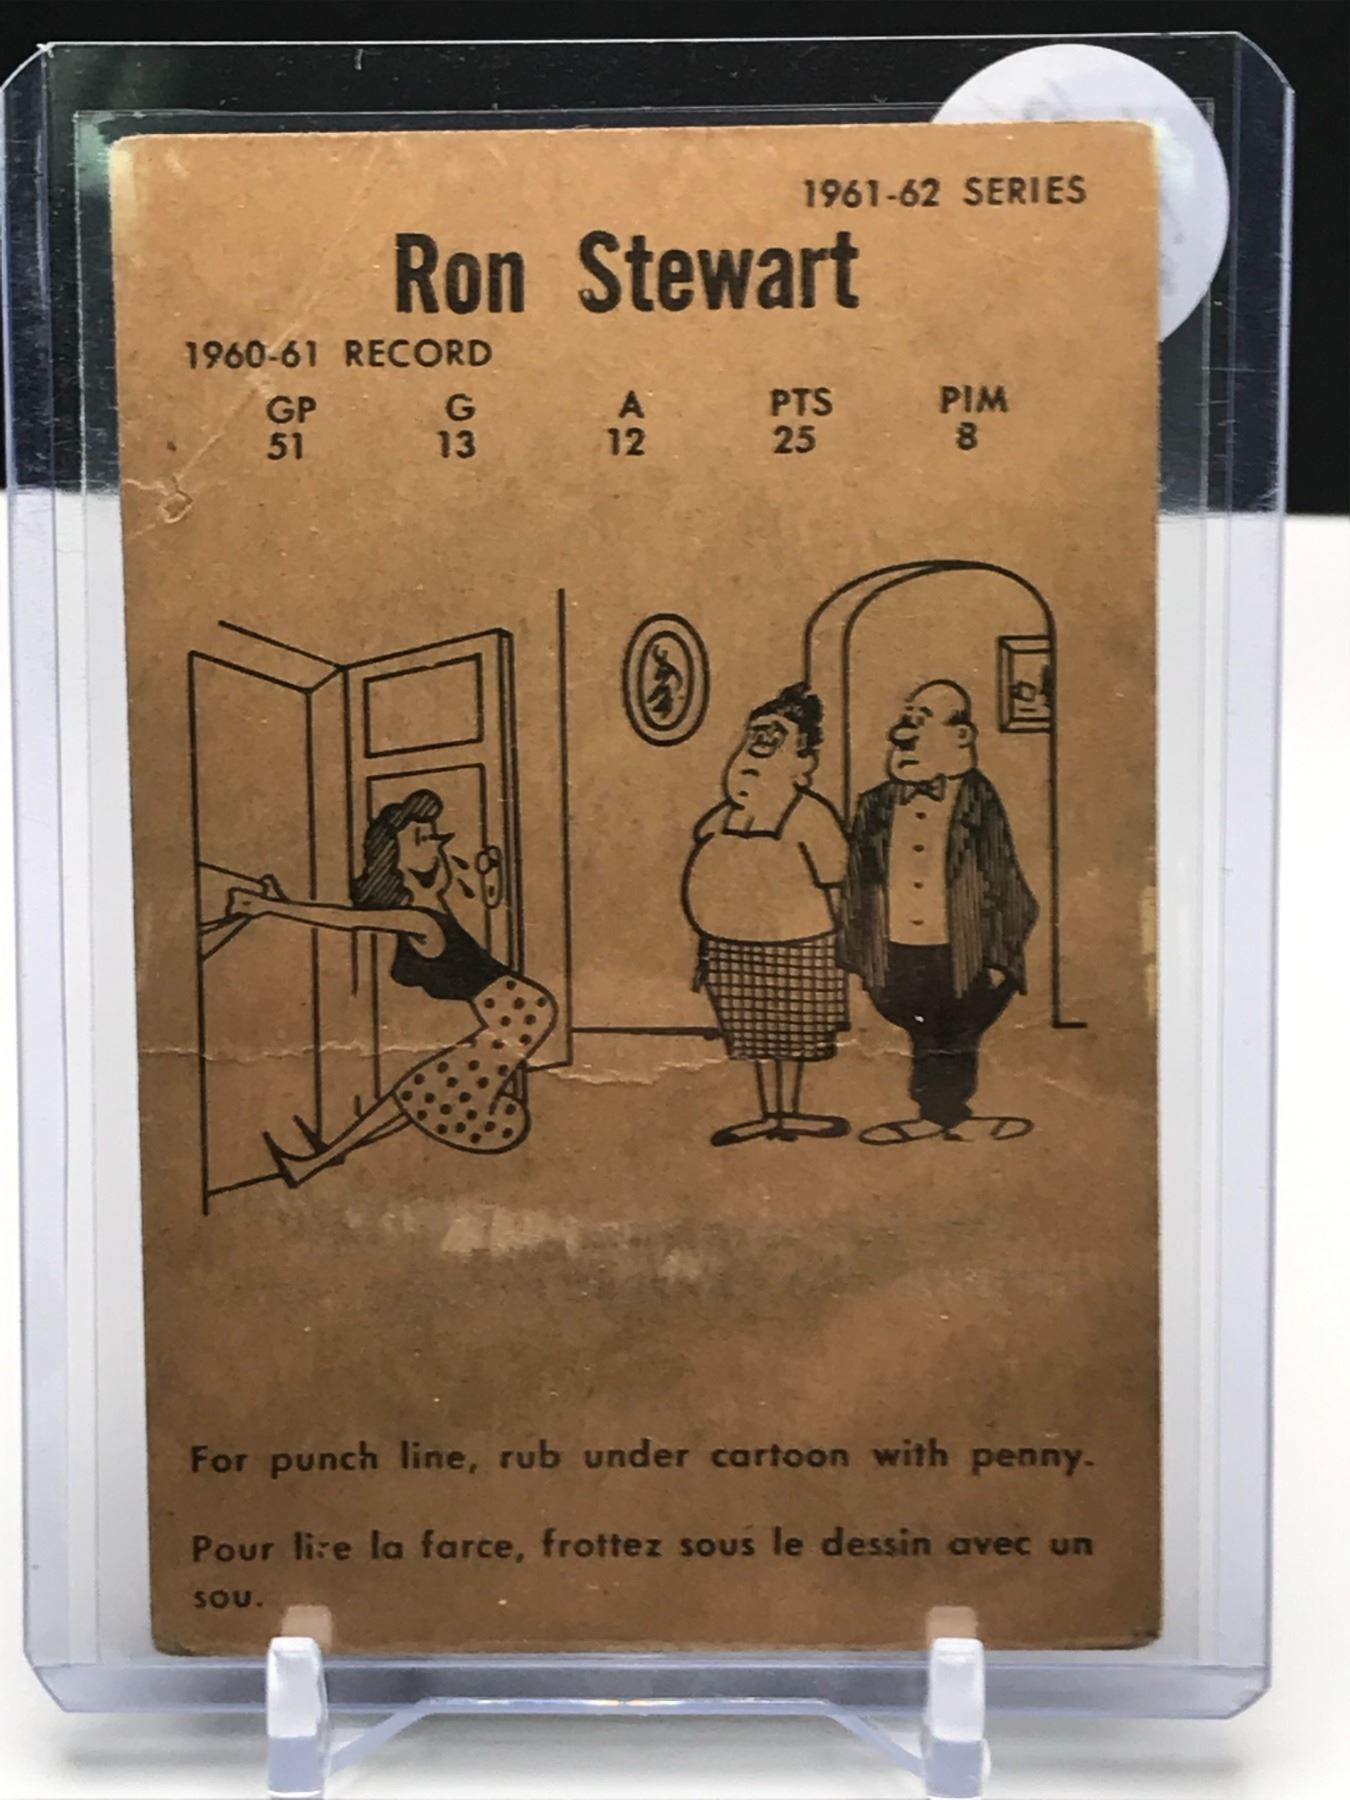 1961-62 SERIES
Ron Stewart
1960-61 RECORD
GP G A PTS PIM
51 13 12 25 8
For punch line, rub under cartoon with penny.
Pour lire la farce, frottez sous le dessin avec un
sou.